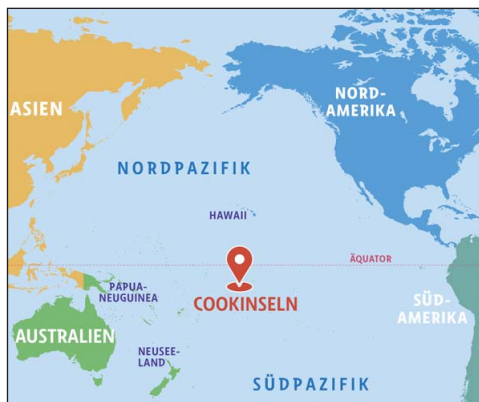 ASIEN
NORD-
AMERIKA
NORDPAZIFIK
HAWAII
ÄQUATOR
PAPUA-
NEUGUINEA
COOKINSELN
SÜD-
AMERIKA
AUSTRALIEN
NEUSEE-
LAND
SÜDPAZIFIK